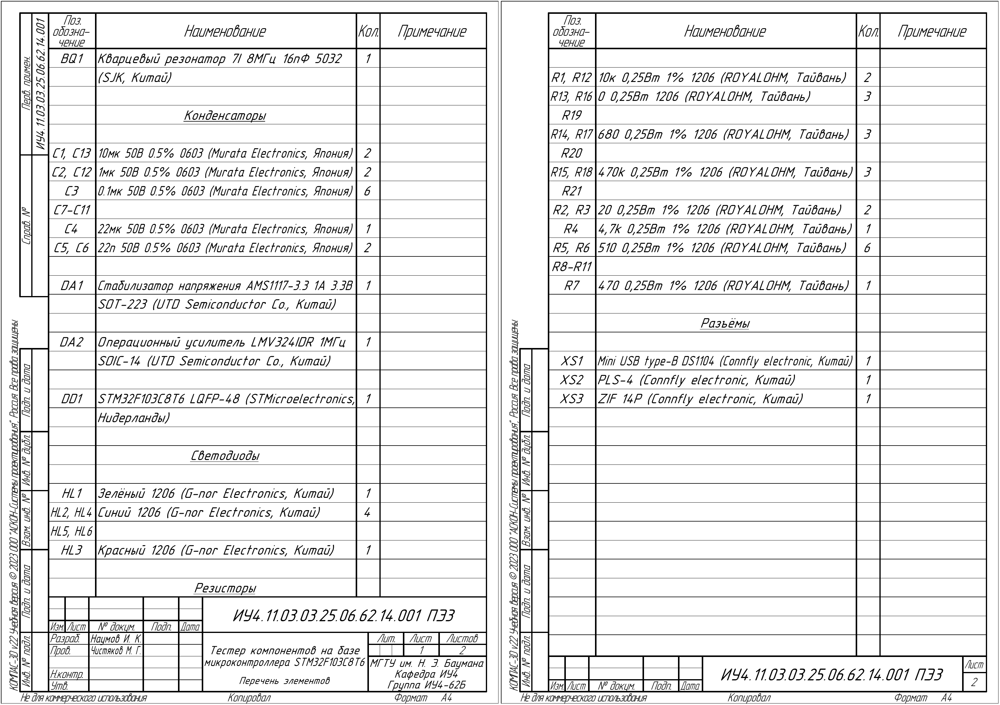 Перв. примен.
ИУ4.11.03.03.25.06.62.14.001
Справ. №
Подп. и дата
Инв. № дубл.
Взам. инв. №
Подп. и дата
Инв. № подл.
КОМПАС-3D v22 Учебная версия © 2023 ООО "АСКОН-Системы проектирования", Россия. Все права защищены.
Поз. обозна-чение Наименование Кол. Примечание
BQ1 Кварцевый резонатор 7I 8МГц 16пФ 5032 1
(SJK, Китай)
Конденсаторы
C1, C13 10мк 50В 0.5% 0603 (Murata Electronics, Япония) 2
C2, C12 1мк 50В 0.5% 0603 (Murata Electronics, Япония) 2
C3 0.1мк 50В 0.5% 0603 (Murata Electronics, Япония) 6
C7-C11
C4 22мк 50В 0.5% 0603 (Murata Electronics, Япония) 1
C5, C6 22п 50В 0.5% 0603 (Murata Electronics, Япония) 2
DA1 Стабилизатор напряжения AMS1117-3.3 1А 3.3В 1
SOT-223 (UTD Semiconductor Co., Китай)
DA2 Операционный усилитель LMV324IDR 1МГц 1
SOIC-14 (UTD Semiconductor Co., Китай)
DD1 STM32F103C8T6 LQFP-48 (STMicroelectronics, 1
Нидерланды)
Светодиоды
HL1 Зелёный 1206 (G-nor Electronics, Китай) 1
HL2, HL4 Синий 1206 (G-nor Electronics, Китай) 4
HL5, HL6
HL3 Красный 1206 (G-nor Electronics, Китай) 1
Резисторы
ИУ4.11.03.03.25.06.62.14.001 ПЭ3
Изм. Лист № докум. Подп. Дата
Разраб. Наумов И. К.
Пров. Чистяков М. Г.
Н.контр.
Утв.
Тестер компонентов на базе
микроконтроллера STM32F103C8T6
Перечень элементов
Лит. Лист Листов
1 2
МГТУ им. Н. Э. Баумана
Кафедра ИУ4
Группа ИУ4-62Б
Не для коммерческого использования Копировал Формат А4
Подп. и дата
Инв. № дубл.
Взам. инв. №
Подп. и дата
Инв. № подл.
КОМПАС-3D v22 Учебная версия © 2023 ООО "АСКОН-Системы проектирования", Россия. Все права защищены.
Поз. обозна-чение Наименование Кол. Примечание
R1, R12 10к 0,25Вт 1% 1206 (ROYALOHM, Тайвань) 2
R13, R16 0 0,25Вт 1206 (ROYALOHM, Тайвань) 3
R19
R14, R17 680 0,25Вт 1% 1206 (ROYALOHM, Тайвань) 3
R20
R15, R18 470k 0,25Вт 1% 1206 (ROYALOHM, Тайвань) 3
R21
R2, R3 20 0,25Вт 1% 1206 (ROYALOHM, Тайвань) 2
R4 4,7k 0,25Вт 1% 1206 (ROYALOHM, Тайвань) 1
R5, R6 510 0,25Вт 1% 1206 (ROYALOHM, Тайвань) 6
R8-R11
R7 470 0,25Вт 1% 1206 (ROYALOHM, Тайвань) 1
Разъёмы
XS1 Mini USB type-B DS1104 (Connfly electronic, Китай) 1
XS2 PLS-4 (Connfly electronic, Китай) 1
XS3 ZIF 14P (Connfly electronic, Китай) 1
ИУ4.11.03.03.25.06.62.14.001 ПЭ3
Лист
2
Изм. Лист № докум. Подп. Дата
Не для коммерческого использования Копировал Формат А4